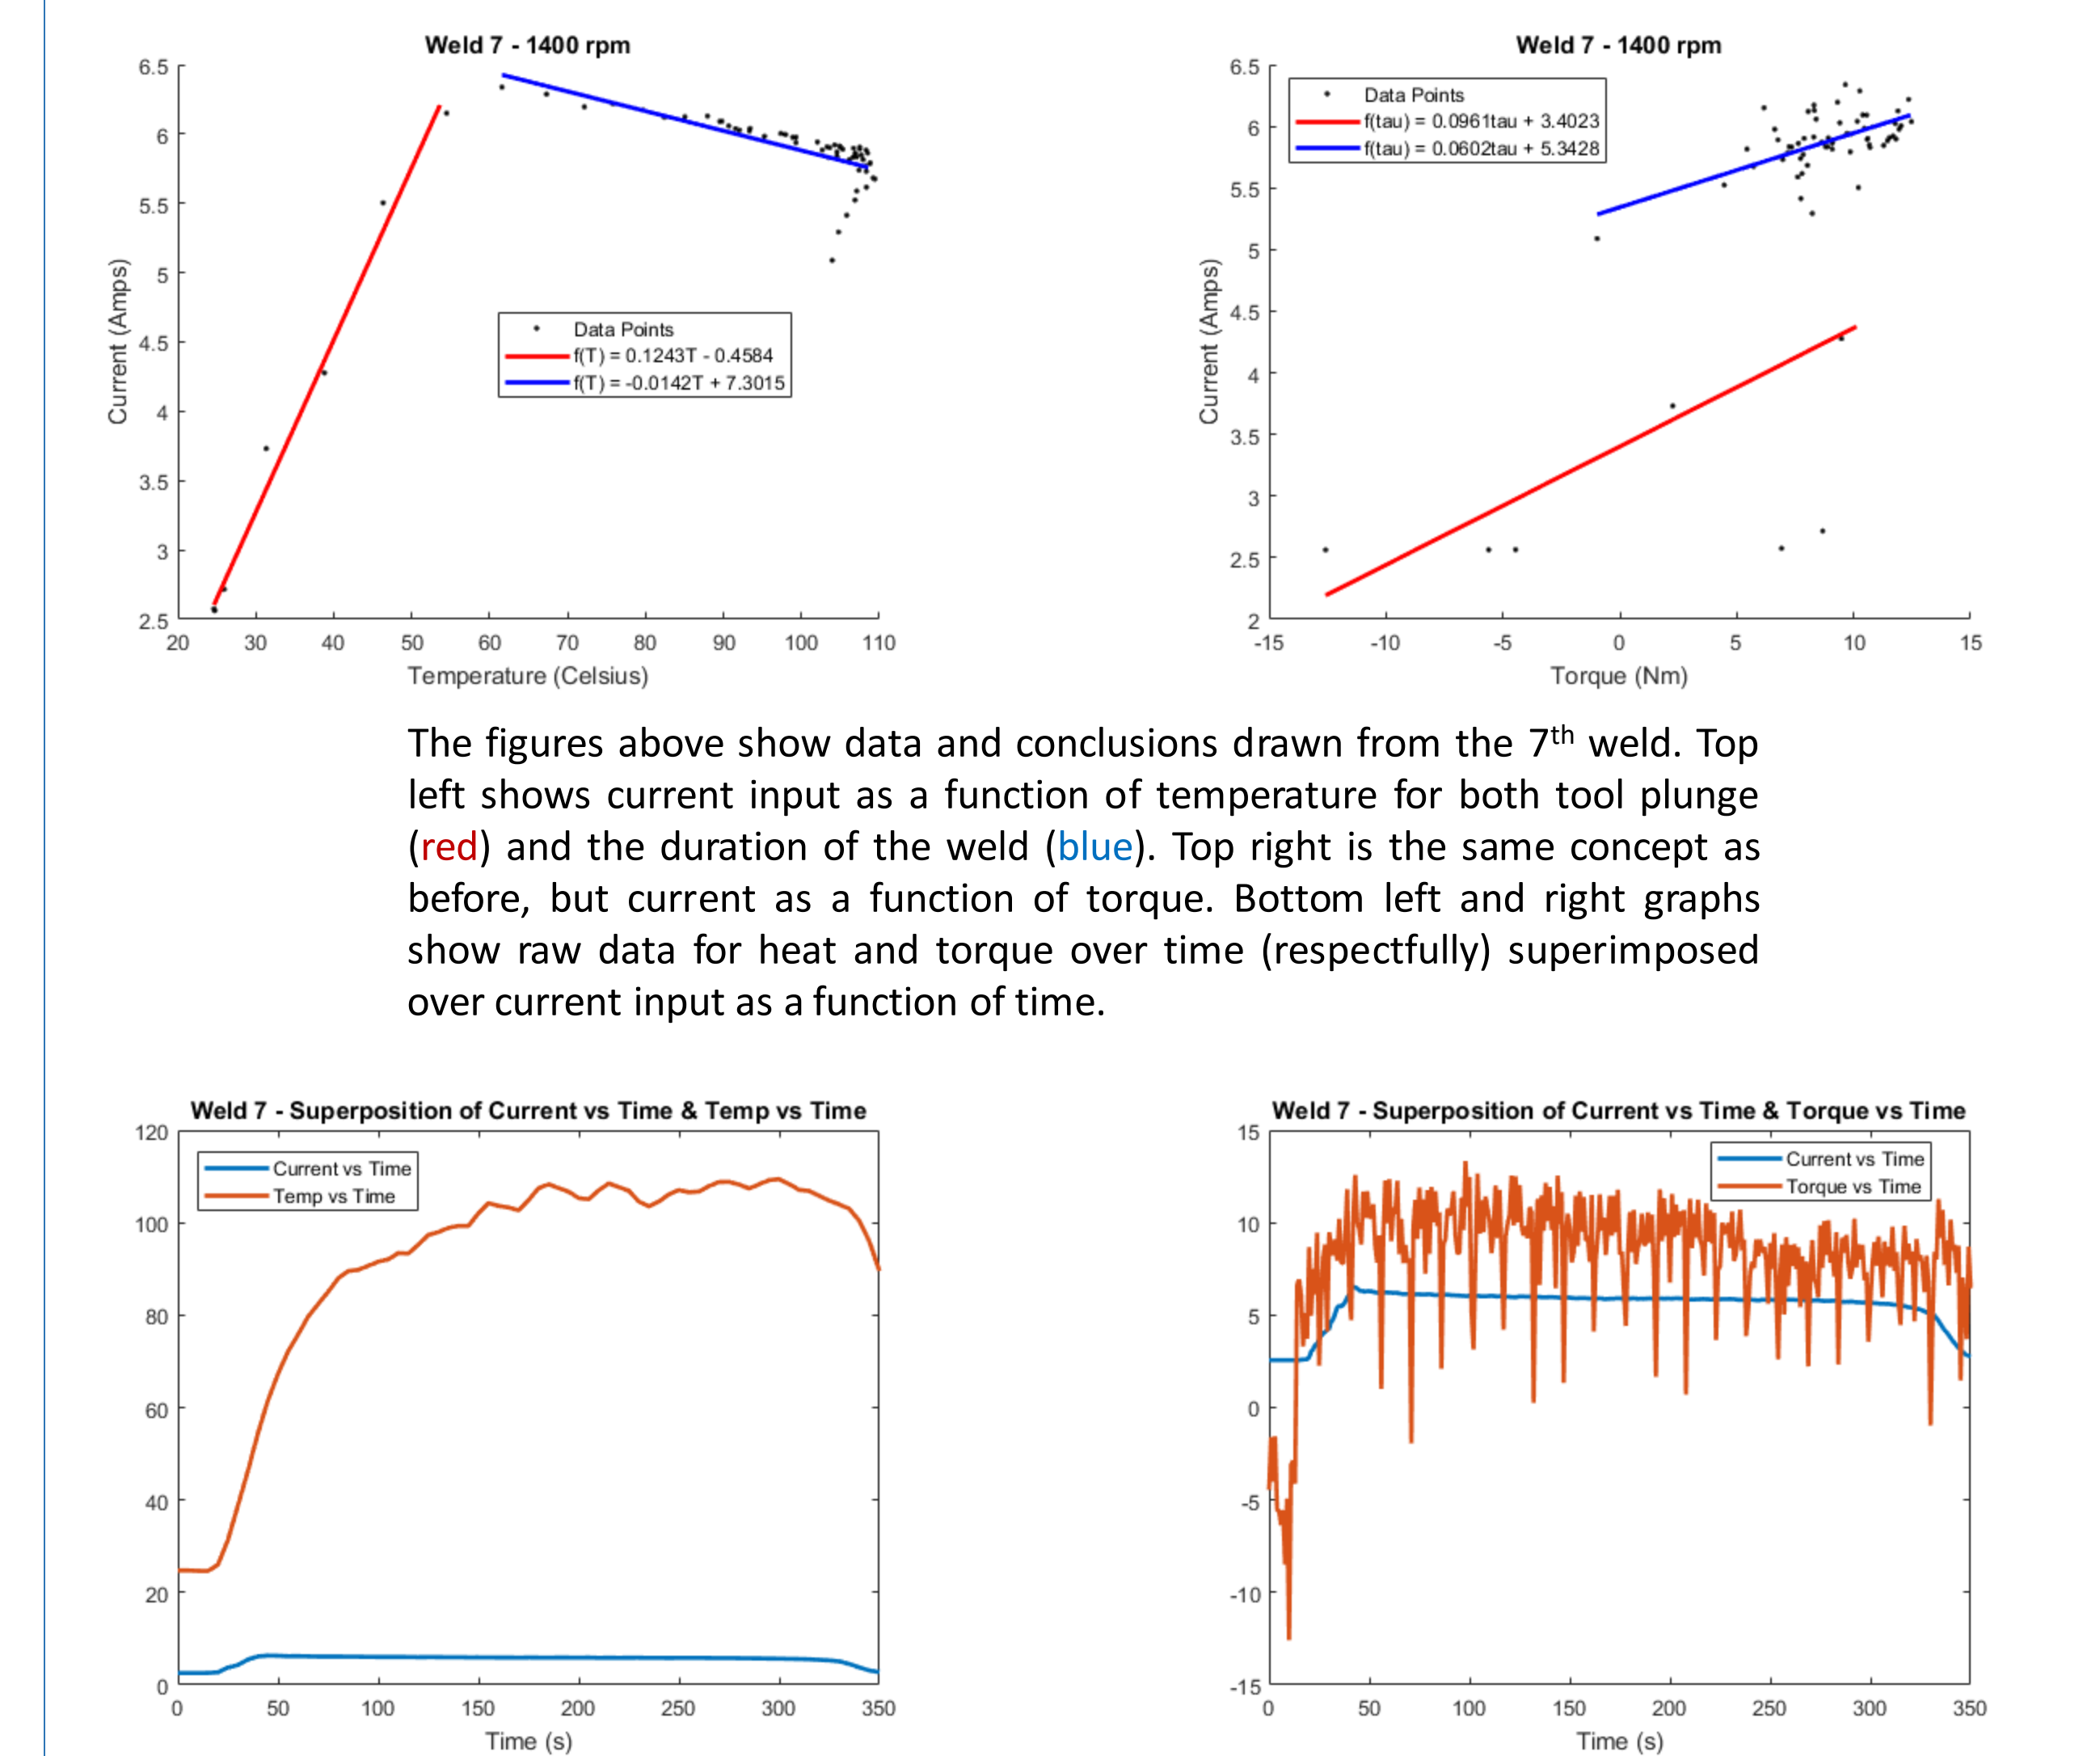 Weld 7 - 1400 rpm
6.5
6
5.5
5
4.5
4
3.5
3
2.5
Current (Amps)
Data Points
f(T) = 0.1243T - 0.4584
f(T) = -0.0142T + 7.3015
20 30 40 50 60 70 80 90 100 110
Temperature (Celsius)
Weld 7 - 1400 rpm
6.5
6
5.5
5
4.5
4
3.5
3
2.5
2
Current (Amps)
Data Points
f(tau) = 0.0961tau + 3.4023
f(tau) = 0.0602tau + 5.3428
-15 -10 -5 0 5 10 15
Torque (Nm)
The figures above show data and conclusions drawn from the 7th weld. Top
left shows current input as a function of temperature for both tool plunge
(red) and the duration of the weld (blue). Top right is the same concept as
before, but current as a function of torque. Bottom left and right graphs
show raw data for heat and torque over time (respectfully) superimposed
over current input as a function of time.
Weld 7 - Superposition of Current vs Time & Temp vs Time
120
100
80
60
40
20
0
Current vs Time
Temp vs Time
0 50 100 150 200 250 300 350
Time (s)
Weld 7 - Superposition of Current vs Time & Torque vs Time
15
10
5
0
-5
-10
-15
Current vs Time
Torque vs Time
0 50 100 150 200 250 300 350
Time (s)